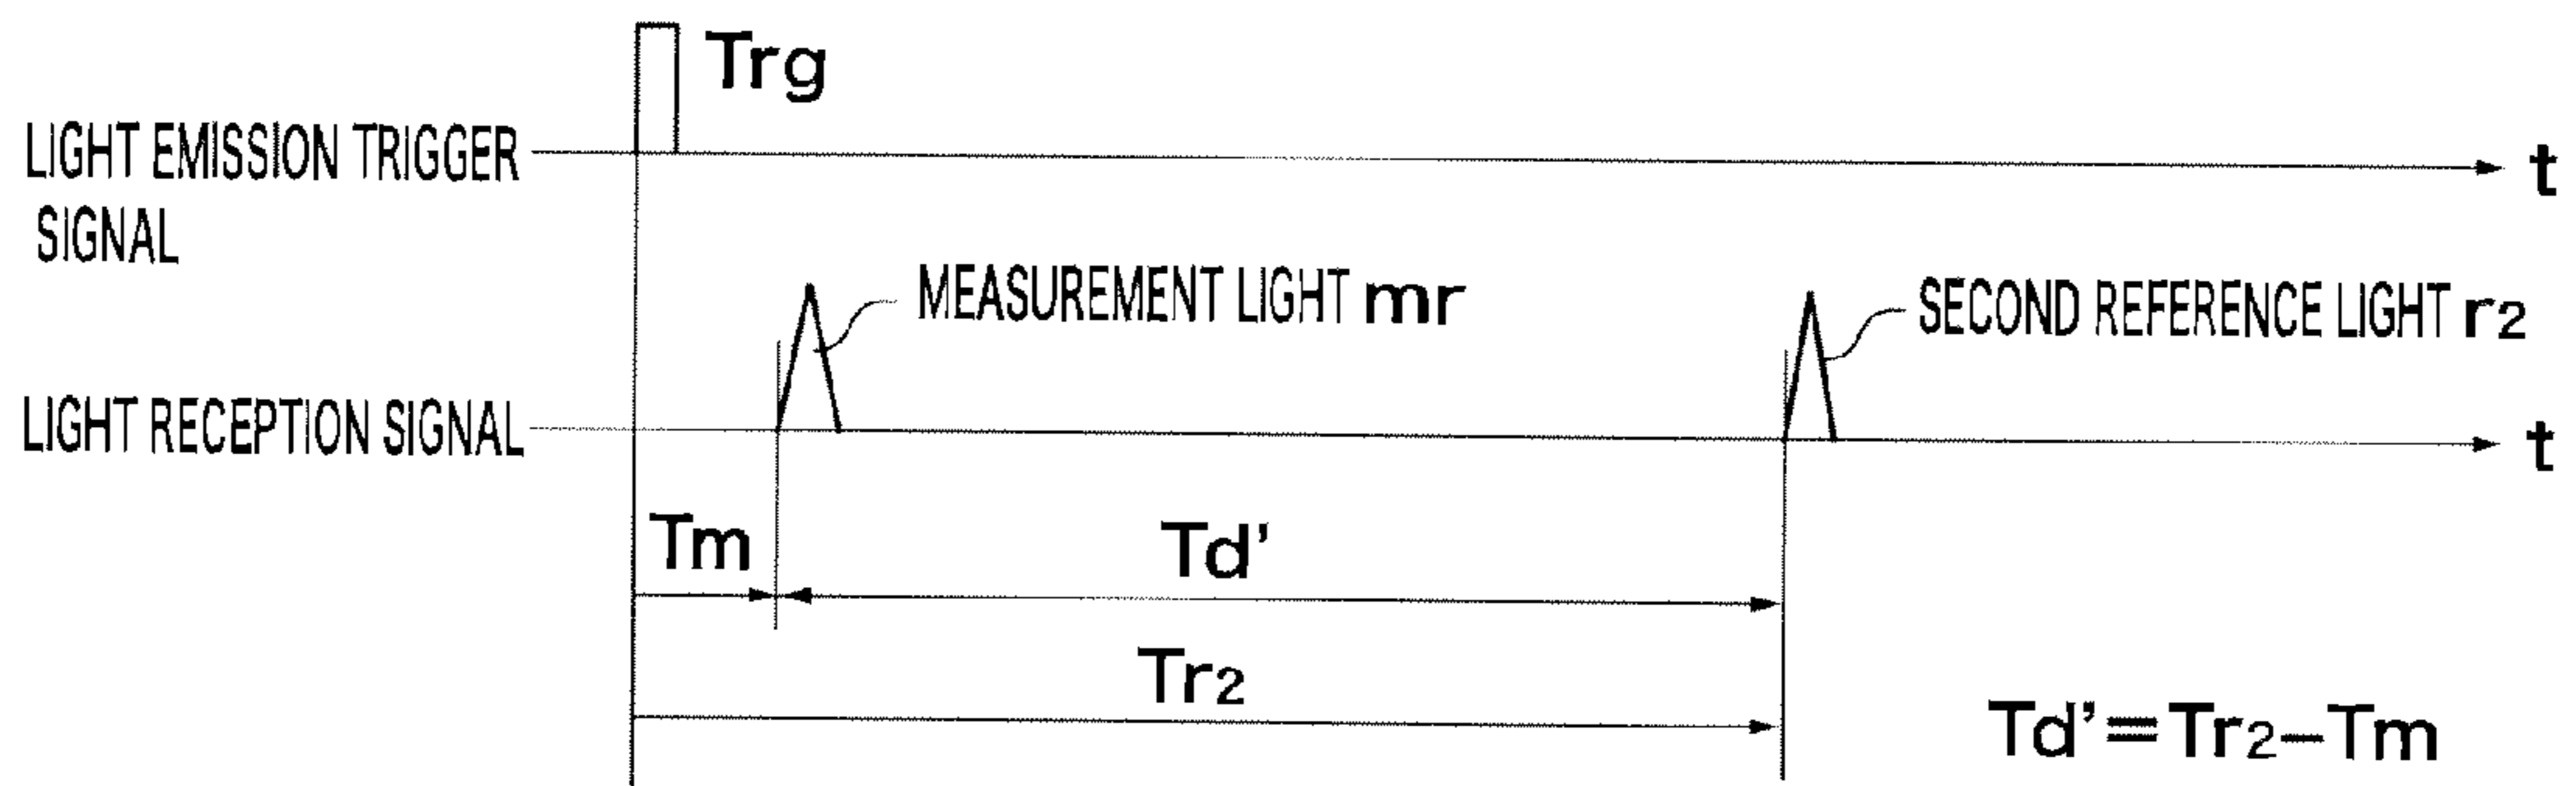 Trg
LIGHT EMISSION TRIGGER
SIGNAL
t
MEASUREMENT LIGHT mr
SECOND REFERENCE LIGHT r2
LIGHT RECEPTION SIGNAL
t
Tm
Td'
Tr2
Td'=Tr2-Tm